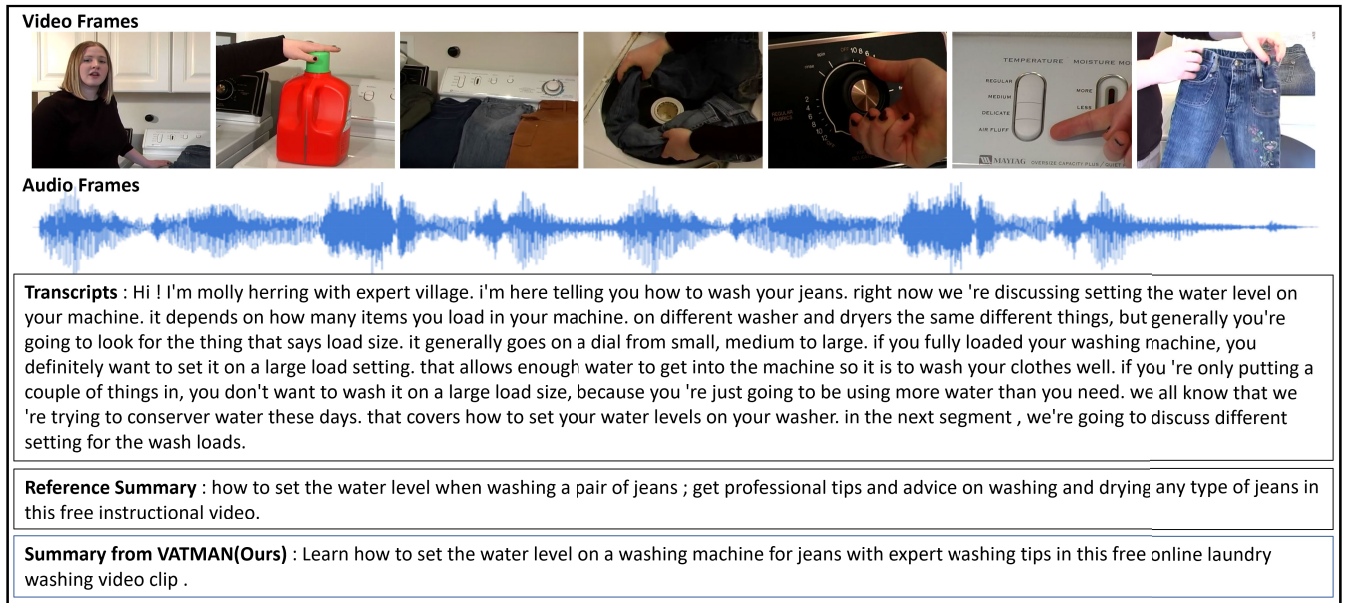 Video Frames
TEMPERATURE MOISTURE MO
REGULAR
MEDIUM
DELICATE
AIR FLUFF
MORE
LESS
MAYTAG OVERSIZE CAPACITY PLUS / QUIET
Audio Frames
Transcripts : Hi ! I'm molly herring with expert village. i'm here telling you how to wash your jeans. right now we 're discussing setting the water level on
your machine. it depends on how many items you load in your machine. on different washer and dryers the same different things, but generally you're
going to look for the thing that says load size. it generally goes on a dial from small, medium to large. if you fully loaded your washing machine, you
definitely want to set it on a large load setting. that allows enough water to get into the machine so it is to wash your clothes well. if you 're only putting a
couple of things in, you don't want to wash it on a large load size, because you 're just going to be using more water than you need. we all know that we
're trying to conserver water these days. that covers how to set your water levels on your washer. in the next segment , we're going to discuss different
setting for the wash loads.
Reference Summary : how to set the water level when washing a pair of jeans ; get professional tips and advice on washing and drying any type of jeans in
this free instructional video.
Summary from VATMAN(Ours) : Learn how to set the water level on a washing machine for jeans with expert washing tips in this free online laundry
washing video clip .